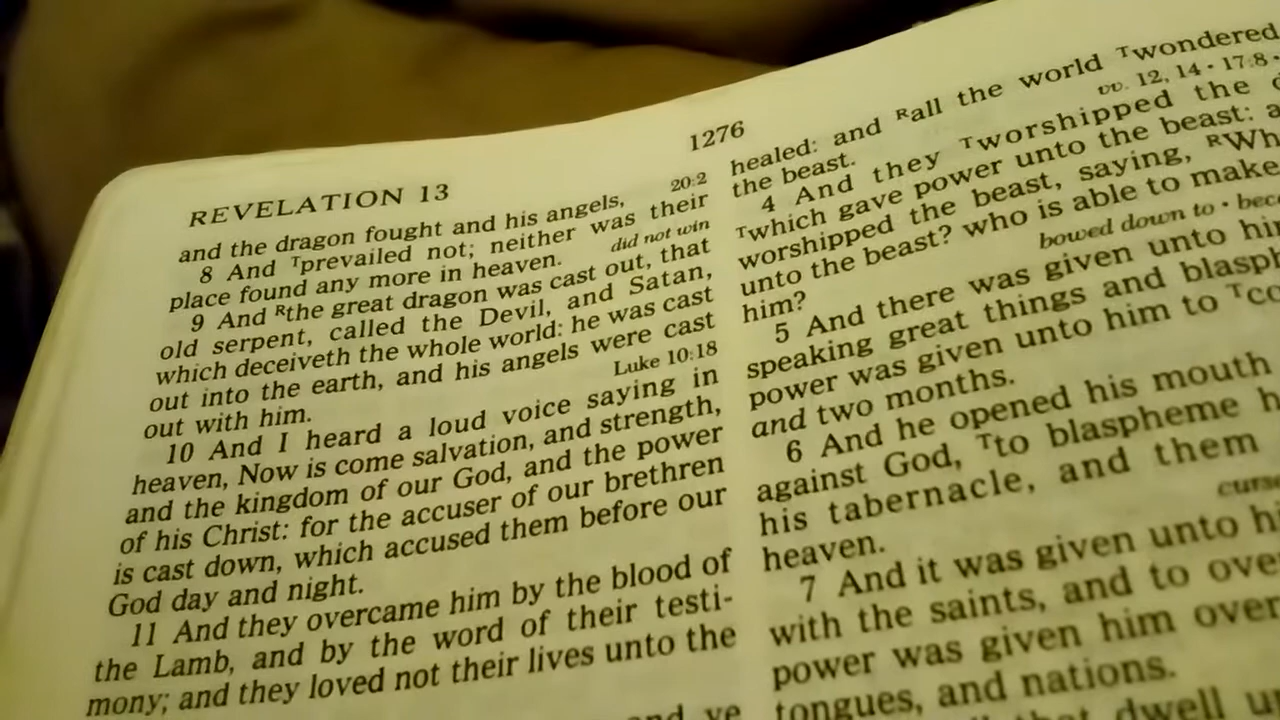 REVELATION 13
1276
and the dragon fought and his angels,
20:2
8 And ᵀprevailed not; neither was their
did not win
place found any more in heaven.
9 And ᴿthe great dragon was cast out, that
old serpent, called the Devil, and Satan,
which deceiveth the whole world: he was cast
out into the earth, and his angels were cast
out with him.
Luke 10:18
10 And I heard a loud voice saying in
heaven, Now is come salvation, and strength,
and the kingdom of our God, and the power
of his Christ: for the accuser of our brethren
is cast down, which accused them before our
God day and night.
11 And they overcame him by the blood of
the Lamb, and by the word of their testi-
mony; and they loved not their lives unto the
and ye
healed: and ᴿall the world ᵀwondered
the beast.
vv. 12, 14 • 17:8 •
4 And they ᵀworshipped the
ᵀwhich gave power unto the beast:
worshipped the beast, saying, ᴿWh
unto the beast? who is able to make
him?
bowed down to • bec
5 And there was given unto hi
speaking great things and blasph
power was given unto him to ᵀco
and two months.
6 And he opened his mouth
against God, ᵀto blaspheme h
his tabernacle, and them
heaven.
curs
7 And it was given unto hi
with the saints, and to ove
power was given him over
tongues, and nations.
that dwell up